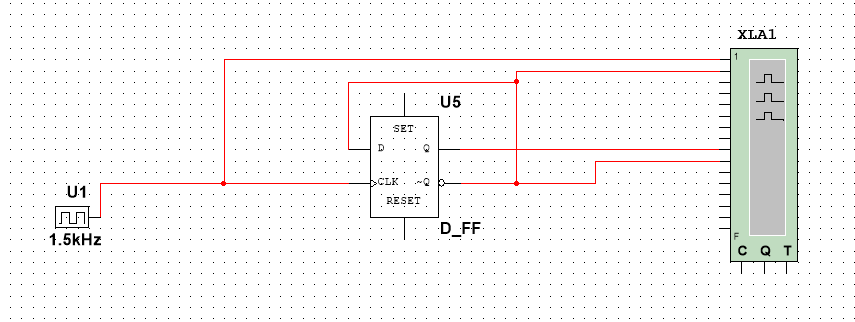 XLA1
1
U5
SET
D Q
CLK ~Q
RESET
U1
1.5kHz
D_FF
F
C Q T